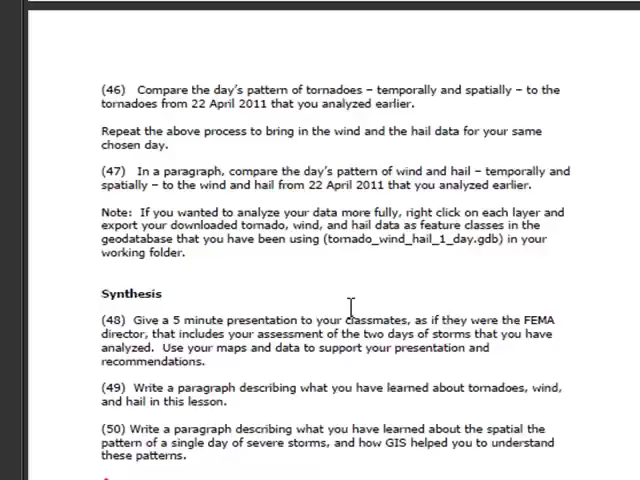 (46)   Compare the day's pattern of tornadoes – temporally and spatially – to the
tornadoes from 22 April 2011 that you analyzed earlier.
Repeat the above process to bring in the wind and the hail data for your same
chosen day.
(47)   In a paragraph, compare the day's pattern of wind and hail – temporally and
spatially – to the wind and hail from 22 April 2011 that you analyzed earlier.
Note:  If you wanted to analyze your data more fully, right click on each layer and
export your downloaded tornado, wind, and hail data as feature classes in the
geodatabase that you have been using (tornado_wind_hail_1_day.gdb) in your
working folder.
Synthesis
(48)  Give a 5 minute presentation to your classmates, as if they were the FEMA
director, that includes your assessment of the two days of storms that you have
analyzed.  Use your maps and data to support your presentation and
recommendations.
(49)  Write a paragraph describing what you have learned about tornadoes, wind,
and hail in this lesson.
(50) Write a paragraph describing what you have learned about the spatial the
pattern of a single day of severe storms, and how GIS helped you to understand
these patterns.